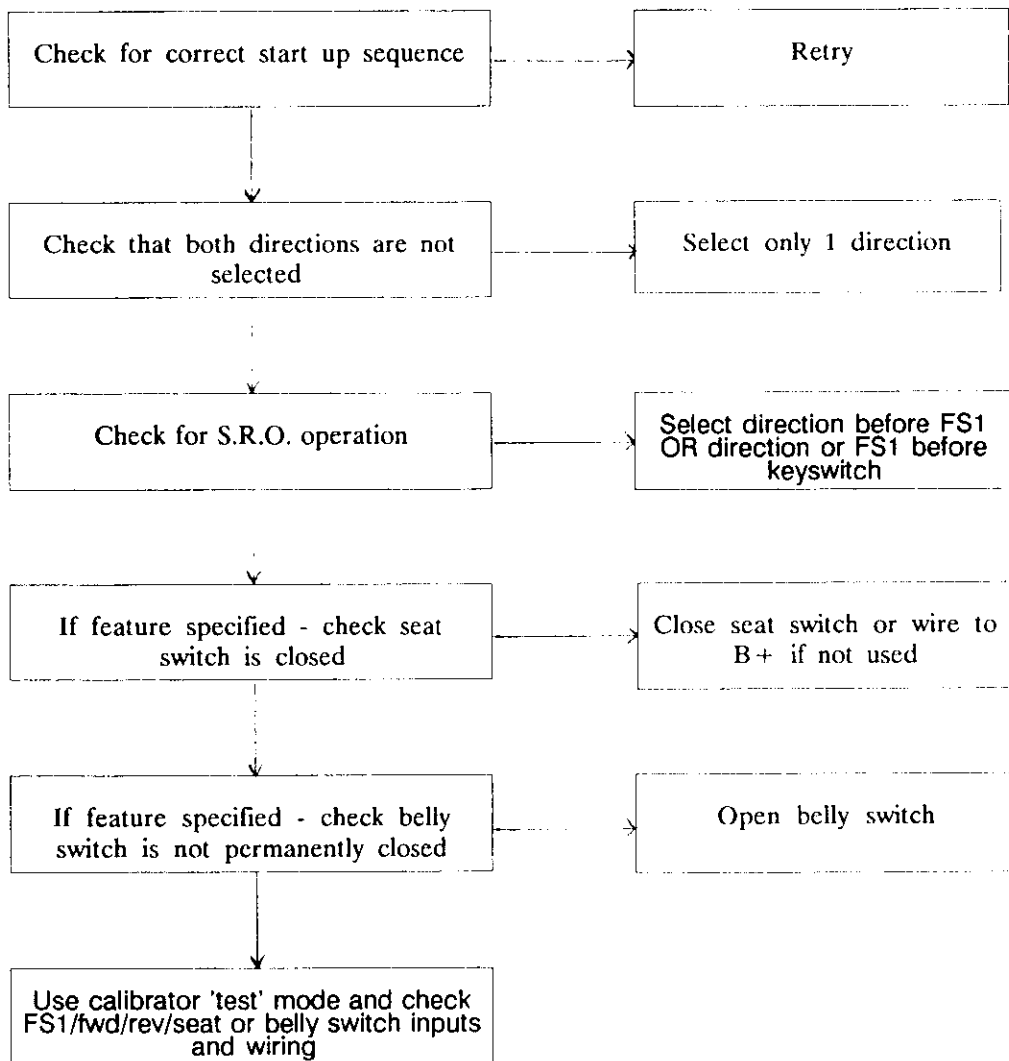 Check for correct start up sequence
Retry
Check that both directions are not
selected
Select only 1 direction
Check for S.R.O. operation
Select direction before FS1
OR direction or FS1 before
keyswitch
If feature specified - check seat
switch is closed
Close seat switch or wire to
B+ if not used
If feature specified - check belly
switch is not permanently closed
Open belly switch
Use calibrator 'test' mode and check
FS1/fwd/rev/seat or belly switch inputs
and wiring